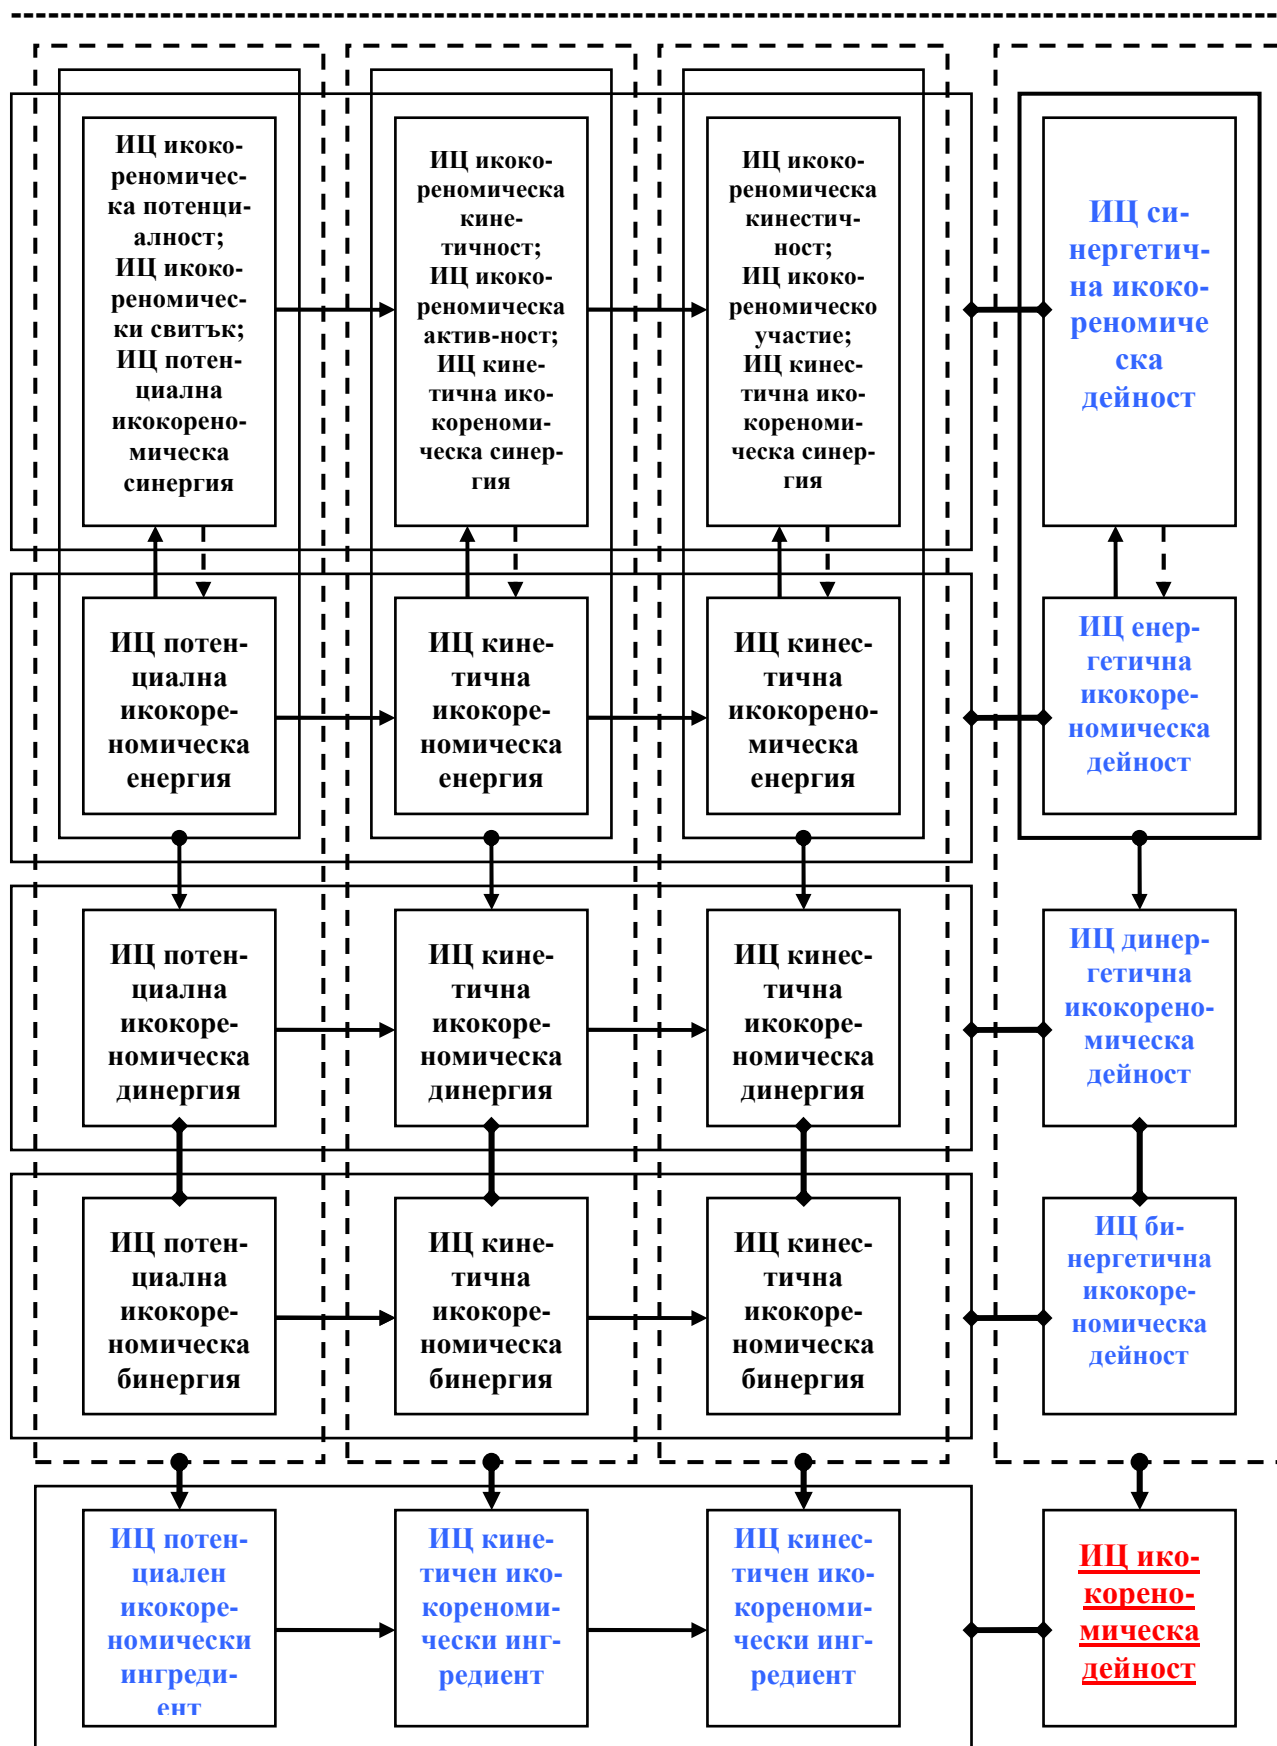 ИЦ икоко-
реномичес-
ка потенци-
алност;
ИЦ икоко-
реномичес-
ки свитък;
ИЦ потен-
циална
икокорено-
мическа
синергия
ИЦ икоко-
реномическа
кине-
тичност;
ИЦ икоко-
реномическа
актив-ност;
ИЦ кине-
тична ико-
кореноми-
ческа синер-
гия
ИЦ икоко-
реномическа
кинестич-
ност;
ИЦ икоко-
реномическо
участие;
ИЦ кинес-
тична ико-
кореноми-
ческа синер-
гия
ИЦ си-
нергетич-
на икоко-
реномиче
ска
дейност
ИЦ потен-
циална
икокоре-
номическа
енергия
ИЦ кине-
тична
икокоре-
номическа
енергия
ИЦ кинес-
тична
икокорено-
мическа
енергия
ИЦ енер-
гетична
икокоре-
номическа
дейност
ИЦ потен-
циална
икокоре-
номическа
динергия
ИЦ кине-
тична
икокоре-
номическа
динергия
ИЦ кинес-
тична
икокоре-
номическа
динергия
ИЦ динер-
гетична
икокорено-
мическа
дейност
ИЦ потен-
циална
икокоре-
номическа
бинергия
ИЦ кине-
тична
икокоре-
номическа
бинергия
ИЦ кинес-
тична
икокоре-
номическа
бинергия
ИЦ би-
нергетична
икокоре-
номическа
дейност
ИЦ потен-
циален
икокоре-
номически
ингреди-
ент
ИЦ кине-
тичен ико-
кореноми-
чески инг-
редиент
ИЦ кинес-
тичен ико-
кореноми-
чески инг-
редиент
ИЦ ико-
корено-
мическа
дейност